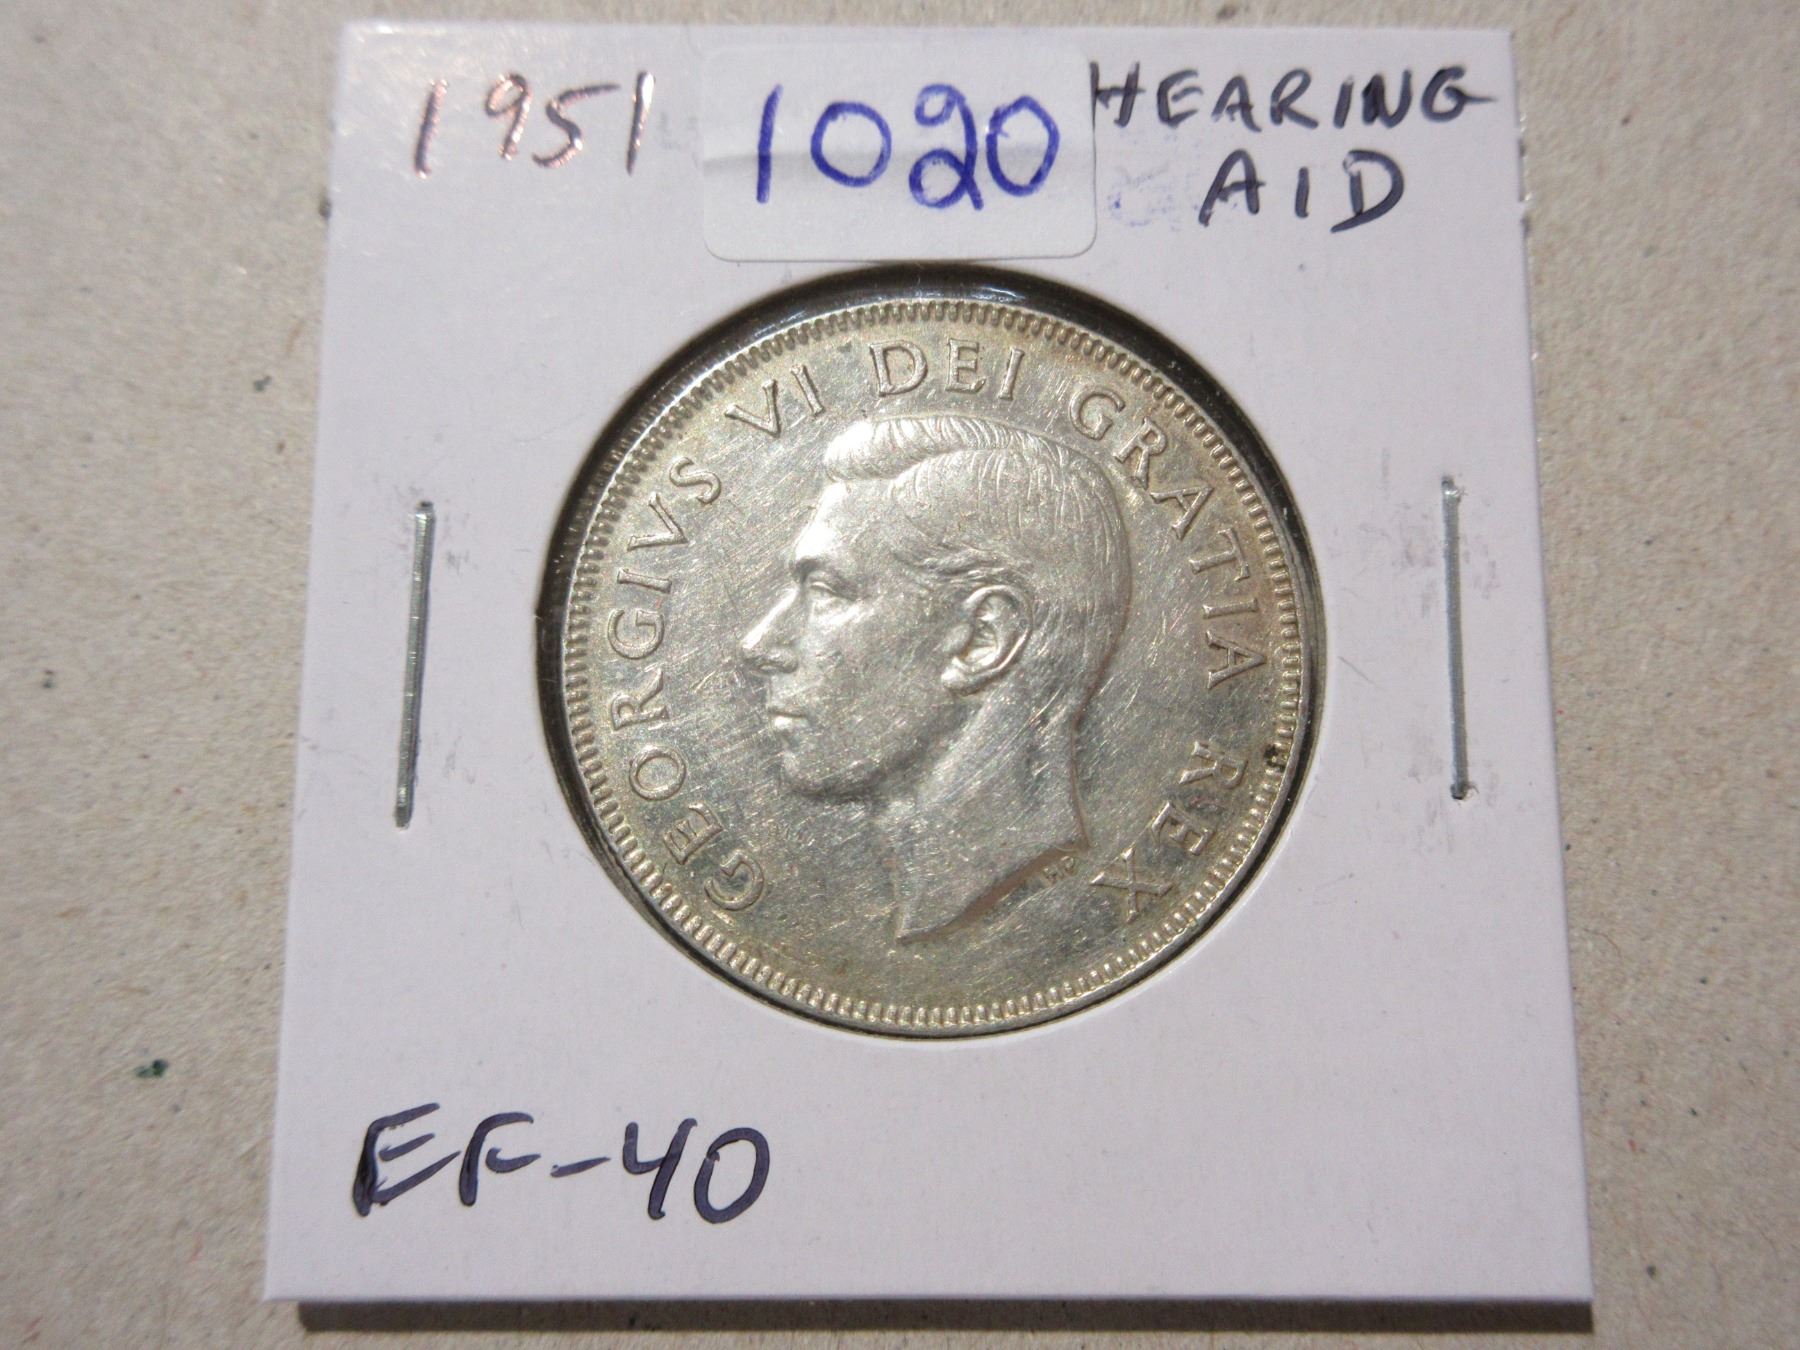 1951 1020 HEARING
AID
GEORGIVS VI DEI GRATIA REX
HP
EF-40